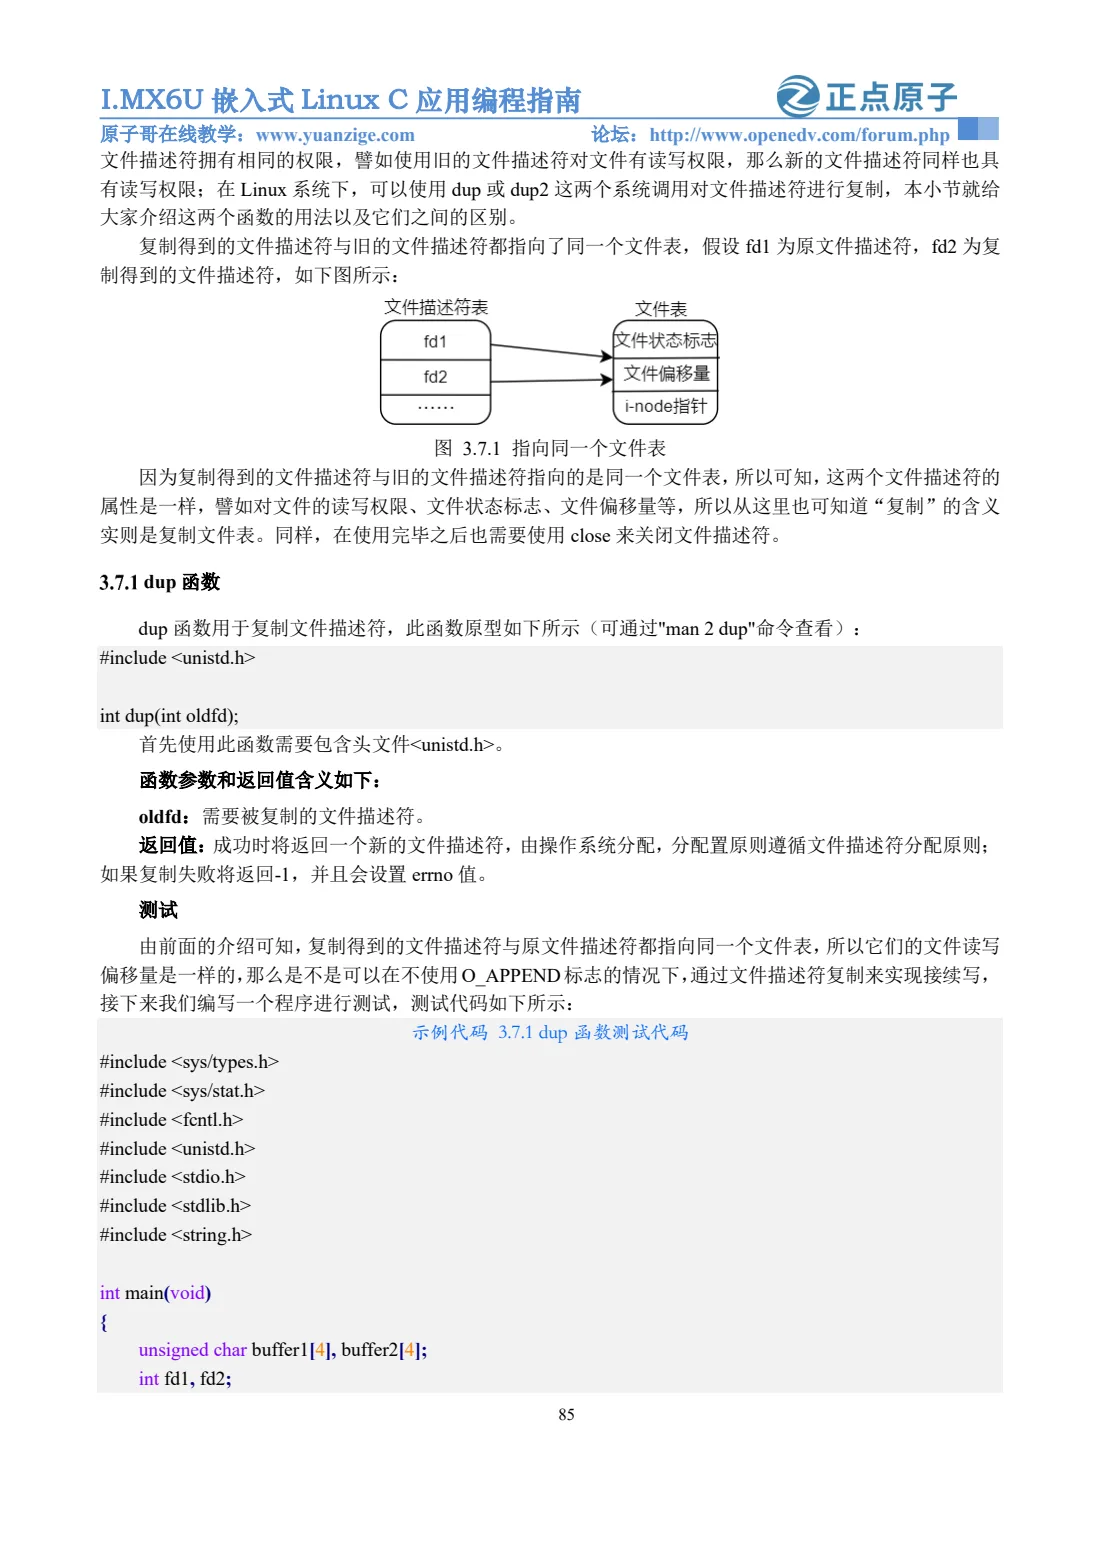 I.MX6U 嵌入式 Linux C 应用编程指南
正点原子
原子哥在线教学：www.yuanzige.com
论坛：http://www.openedv.com/forum.php
文件描述符拥有相同的权限，譬如使用旧的文件描述符对文件有读写权限，那么新的文件描述符同样也具
有读写权限；在 Linux 系统下，可以使用 dup 或 dup2 这两个系统调用对文件描述符进行复制，本小节就给
大家介绍这两个函数的用法以及它们之间的区别。
复制得到的文件描述符与旧的文件描述符都指向了同一个文件表，假设 fd1 为原文件描述符，fd2 为复
制得到的文件描述符，如下图所示：
文件描述符表
fd1
fd2
……
文件表
文件状态标志
文件偏移量
i-node指针
图 3.7.1 指向同一个文件表
因为复制得到的文件描述符与旧的文件描述符指向的是同一个文件表，所以可知，这两个文件描述符的
属性是一样，譬如对文件的读写权限、文件状态标志、文件偏移量等，所以从这里也可知道“复制”的含义
实则是复制文件表。同样，在使用完毕之后也需要使用 close 来关闭文件描述符。
3.7.1 dup 函数
dup 函数用于复制文件描述符，此函数原型如下所示（可通过"man 2 dup"命令查看）：
#include <unistd.h>
int dup(int oldfd);
首先使用此函数需要包含头文件<unistd.h>。
函数参数和返回值含义如下：
oldfd：需要被复制的文件描述符。
返回值：成功时将返回一个新的文件描述符，由操作系统分配，分配置原则遵循文件描述符分配原则；
如果复制失败将返回-1，并且会设置 errno 值。
测试
由前面的介绍可知，复制得到的文件描述符与原文件描述符都指向同一个文件表，所以它们的文件读写
偏移量是一样的，那么是不是可以在不使用 O_APPEND 标志的情况下，通过文件描述符复制来实现接续写，
接下来我们编写一个程序进行测试，测试代码如下所示：
示例代码 3.7.1 dup 函数测试代码
#include <sys/types.h>
#include <sys/stat.h>
#include <fcntl.h>
#include <unistd.h>
#include <stdio.h>
#include <stdlib.h>
#include <string.h>
int main(void)
{
unsigned char buffer1[4], buffer2[4];
int fd1, fd2;
85